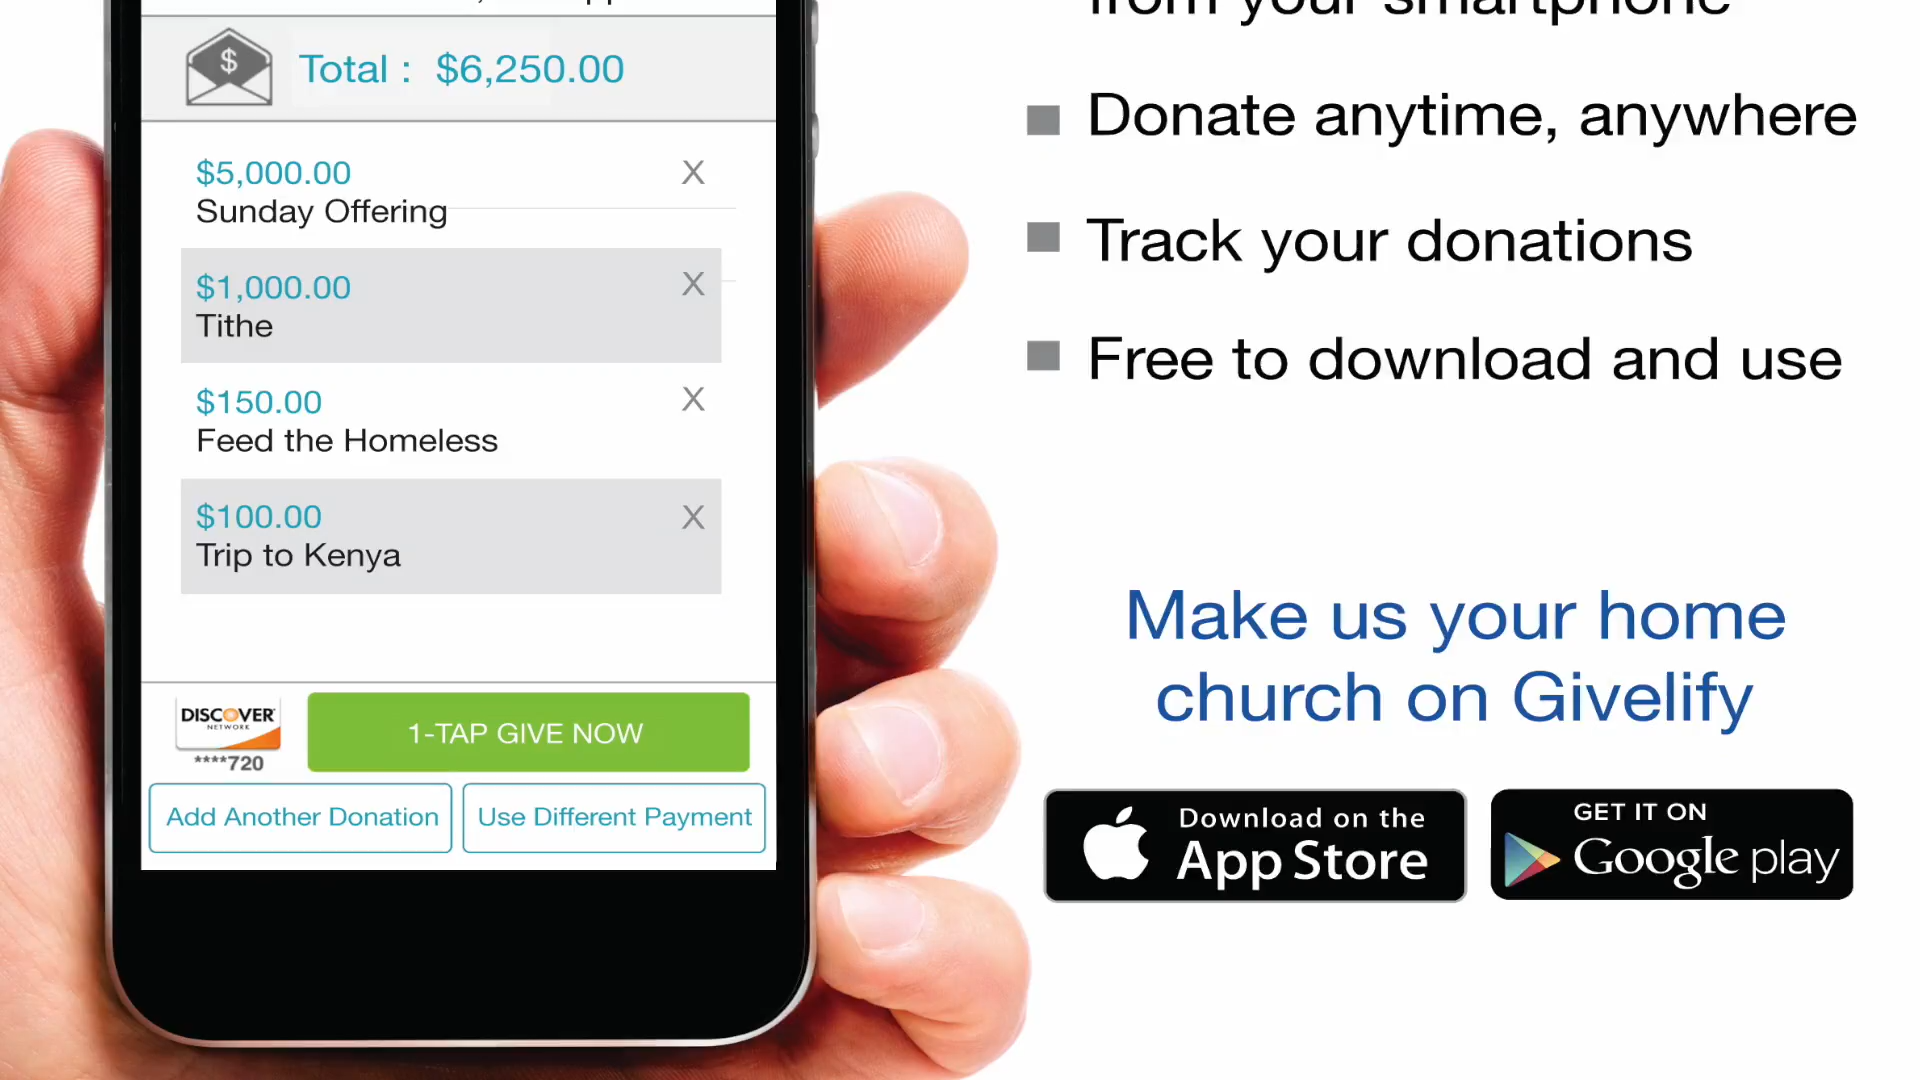 from your smartphone
$
Total : $6,250.00
Donate anytime, anywhere
$5,000.00 X
Sunday Offering
Track your donations
$1,000.00 X
Tithe
Free to download and use
$150.00 X
Feed the Homeless
$100.00 X
Trip to Kenya
Make us your home
church on Givelify
DISCOVER
NETWORK
****720
1-TAP GIVE NOW
Add Another Donation
Use Different Payment
Download on the
App Store
GET IT ON
Google play